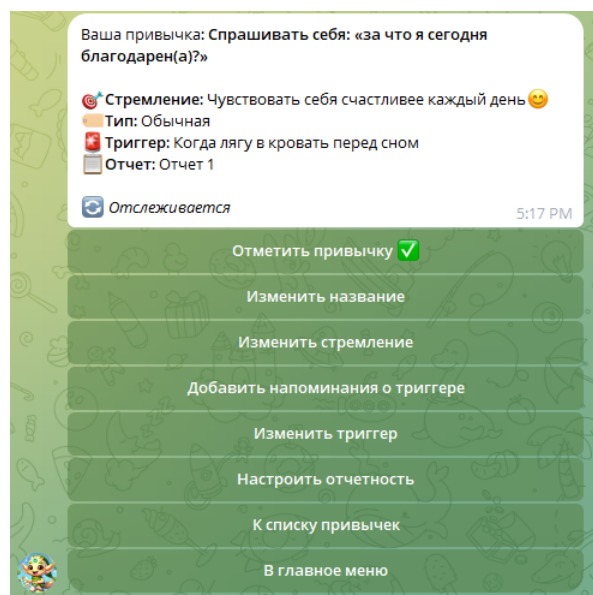 Ваша привычка: Спрашивать себя: «за что я сегодня
благодарен(а)?»
Стремление: Чувствовать себя счастливее каждый день
Тип: Обычная
Триггер: Когда лягу в кровать перед сном
Отчет: Отчет 1
Отслеживается
5:17 PM
Отметить привычку
Изменить название
Изменить стремление
Добавить напоминания о триггере
Изменить триггер
Настроить отчетность
К списку привычек
В главное меню